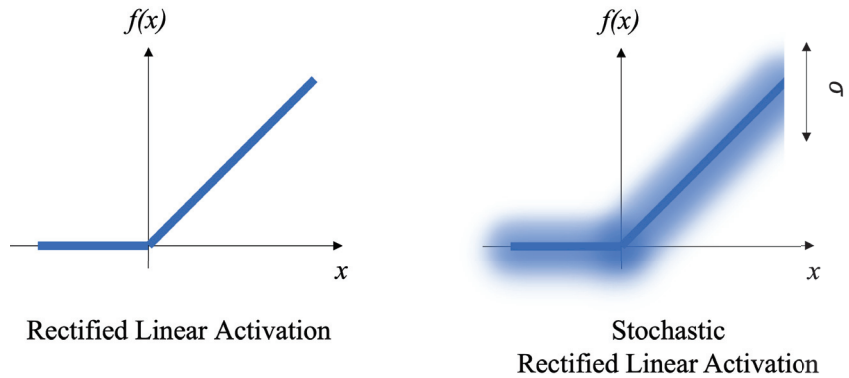 f(x)
x
Rectified Linear Activation
f(x)
σ
x
Stochastic
Rectified Linear Activation